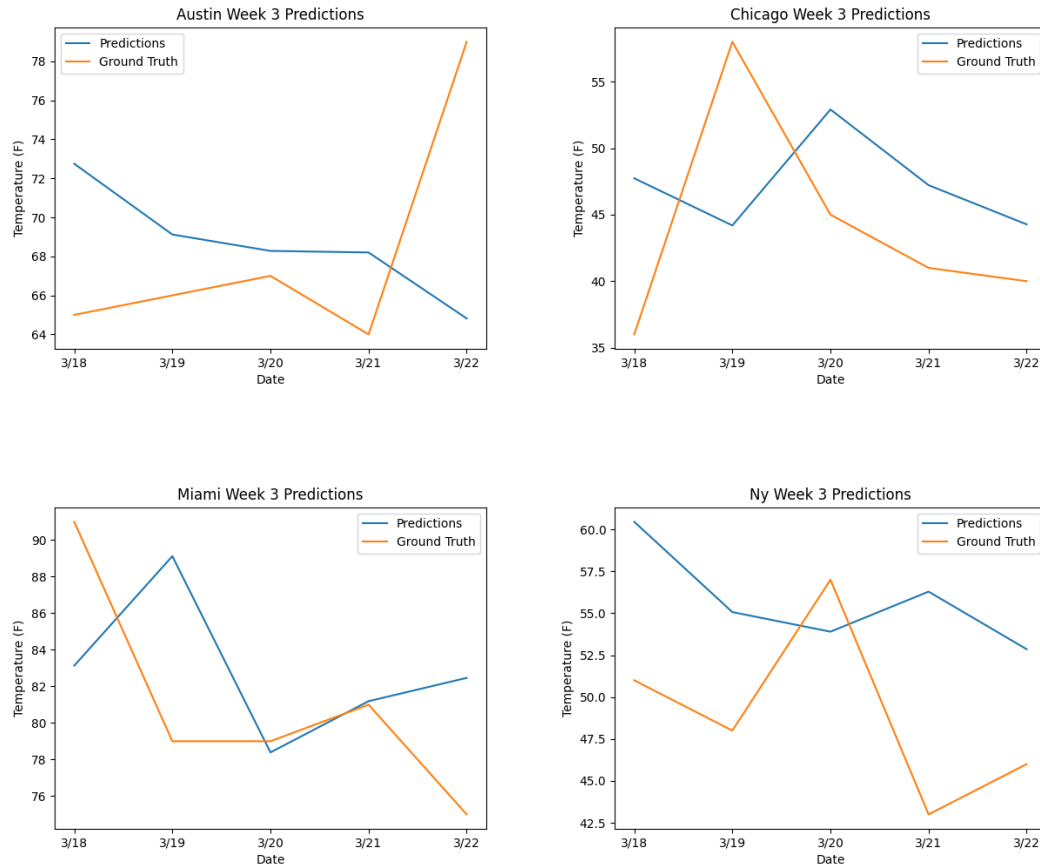 Austin Week 3 Predictions
Predictions
Ground Truth
78
76
74
72
70
68
66
64
Temperature (F)
3/18 3/19 3/20 3/21 3/22
Date
Chicago Week 3 Predictions
Predictions
Ground Truth
55
50
45
40
35
Temperature (F)
3/18 3/19 3/20 3/21 3/22
Date
Miami Week 3 Predictions
Predictions
Ground Truth
90
88
86
84
82
80
78
76
Temperature (F)
3/18 3/19 3/20 3/21 3/22
Date
Ny Week 3 Predictions
Predictions
Ground Truth
60.0
57.5
55.0
52.5
50.0
47.5
45.0
42.5
Temperature (F)
3/18 3/19 3/20 3/21 3/22
Date